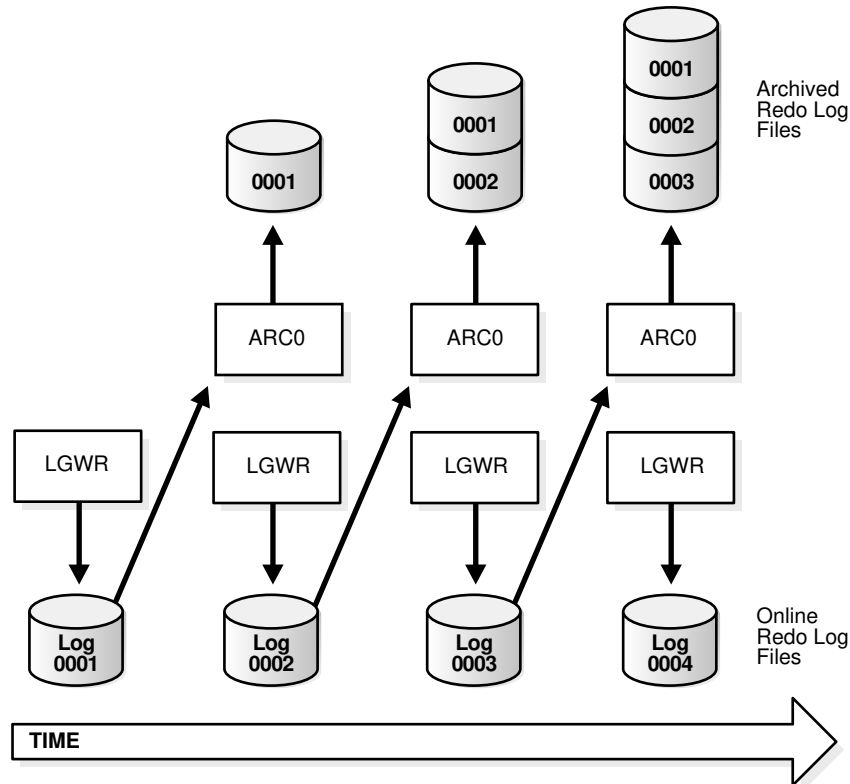 0001
0001
0002
0001
0002
0003
Archived
Redo Log
Files
ARC0
ARC0
ARC0
LGWR
LGWR
LGWR
LGWR
Log
0001
Log
0002
Log
0003
Log
0004
Online
Redo Log
Files
TIME